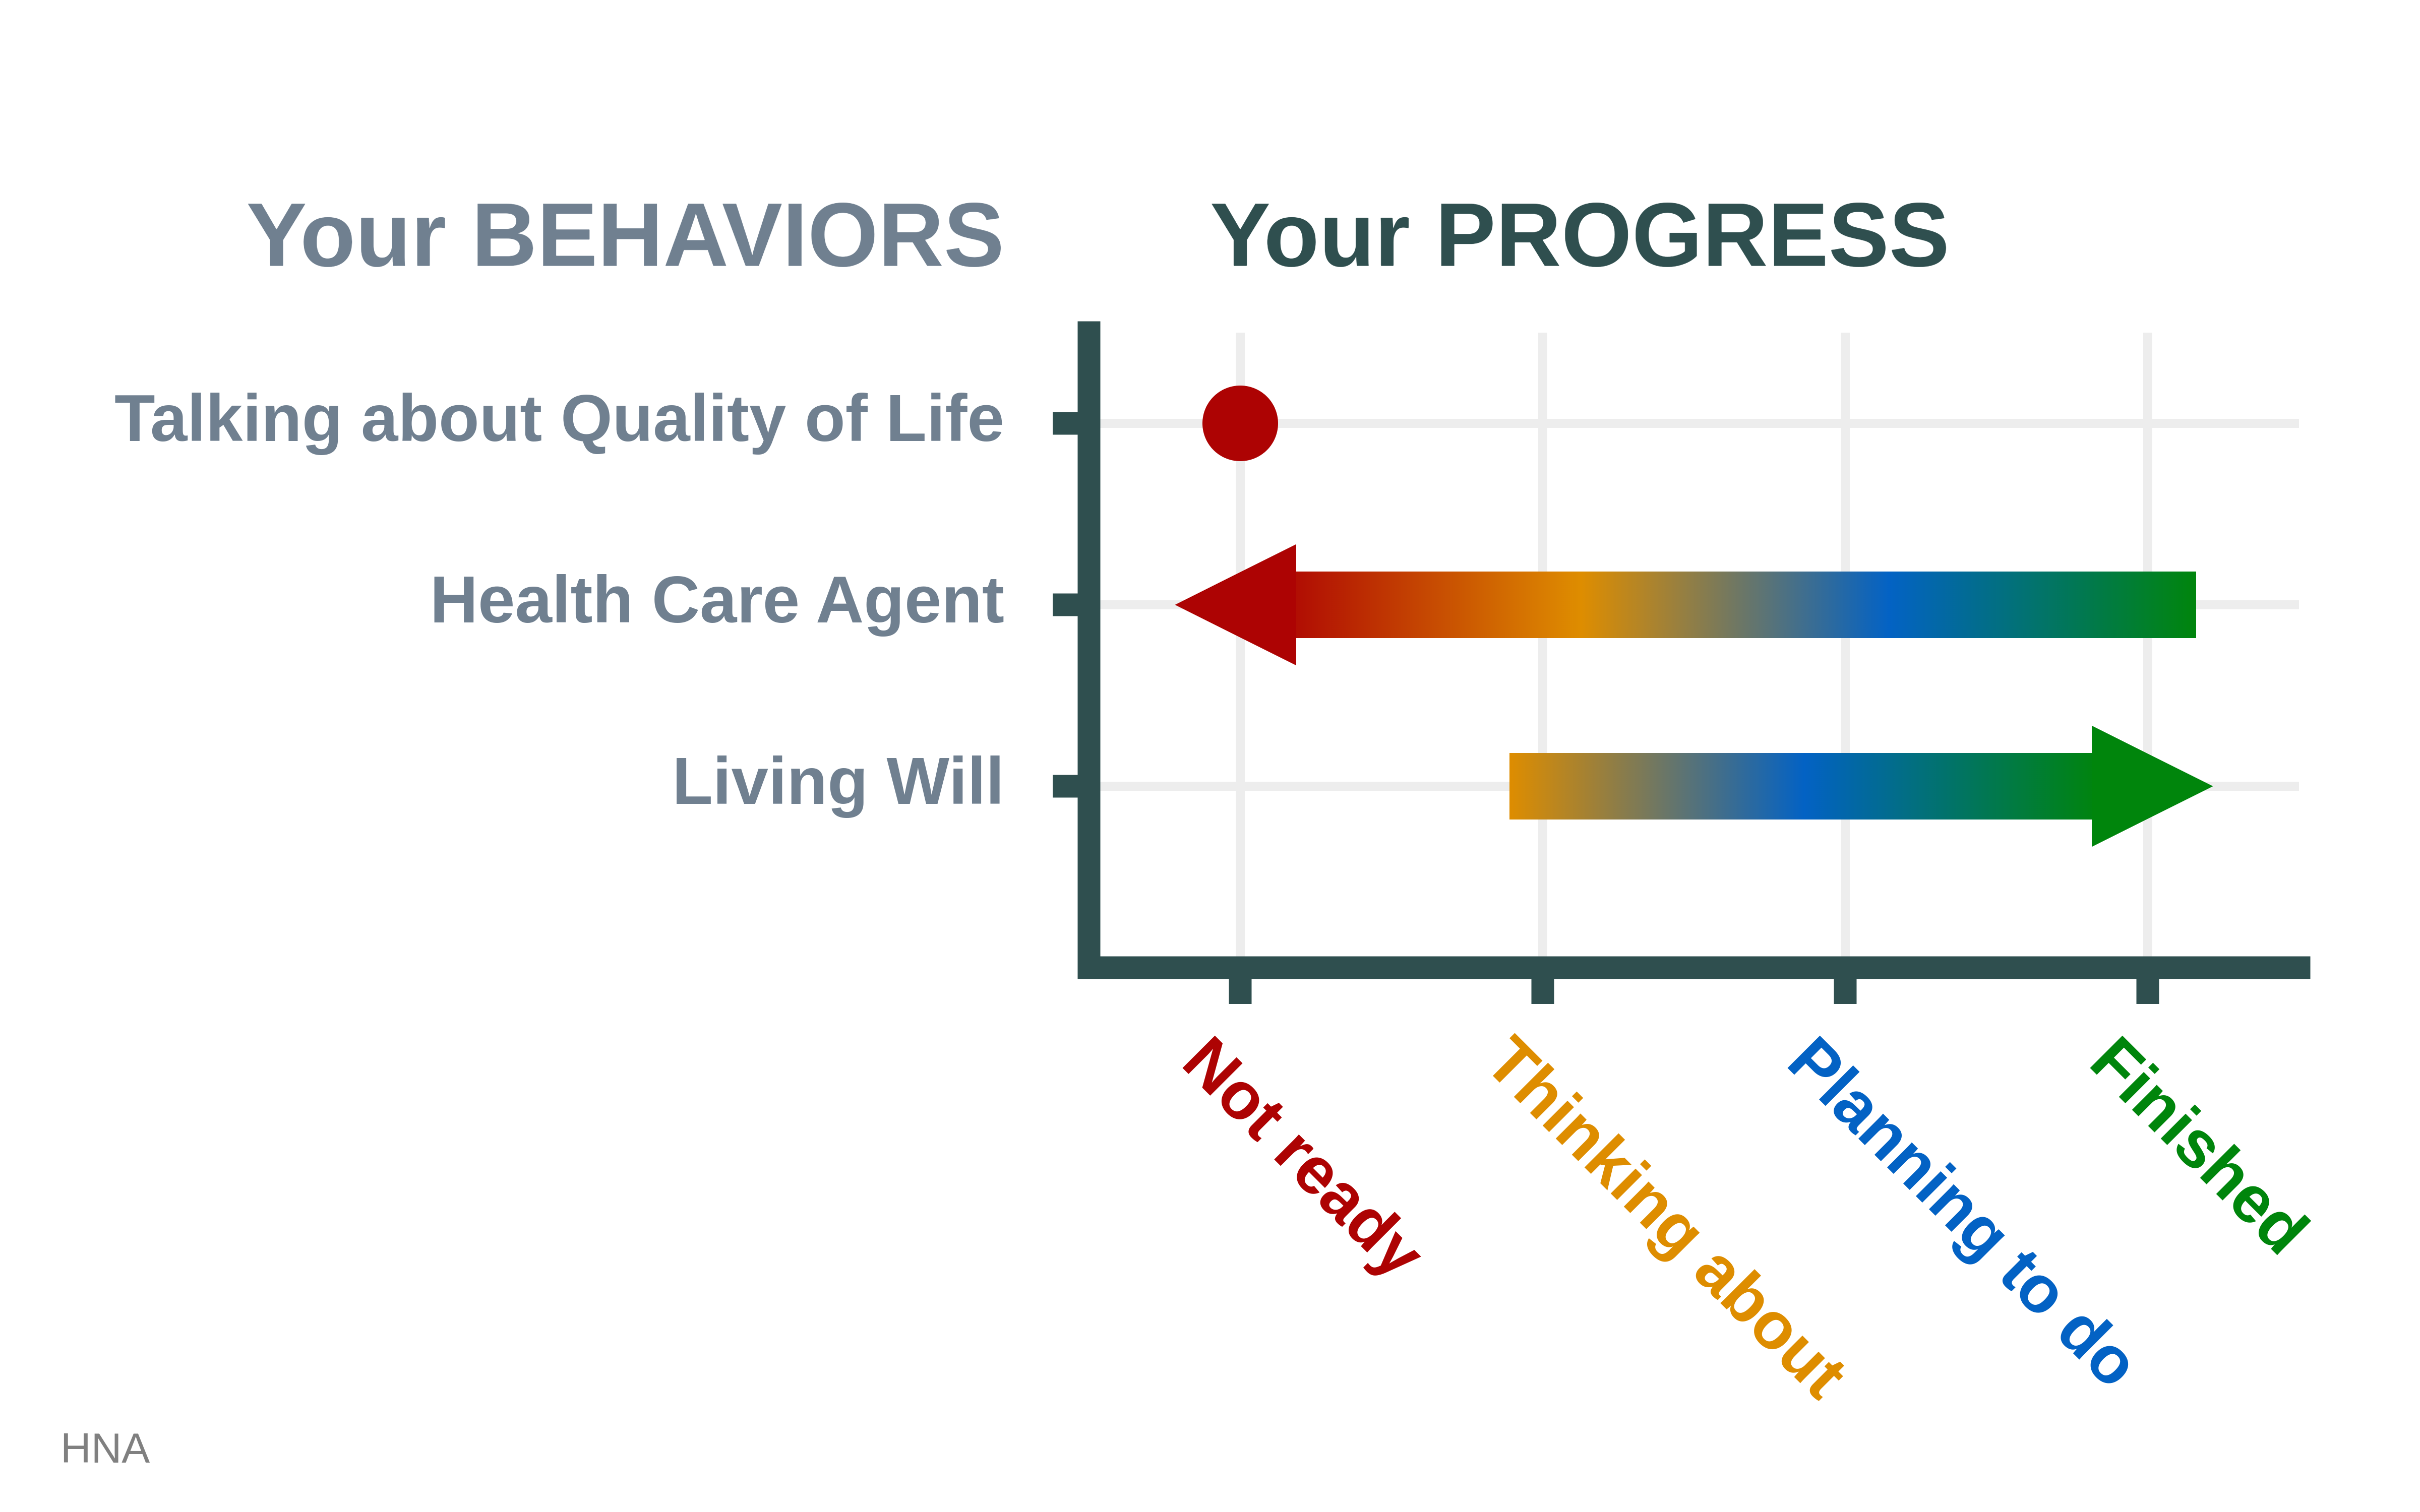 Your BEHAVIORS
Your PROGRESS
Talking about Quality of Life
Health Care Agent
Living Will
Not ready
Thinking about
Planning to do
Finished
HNA